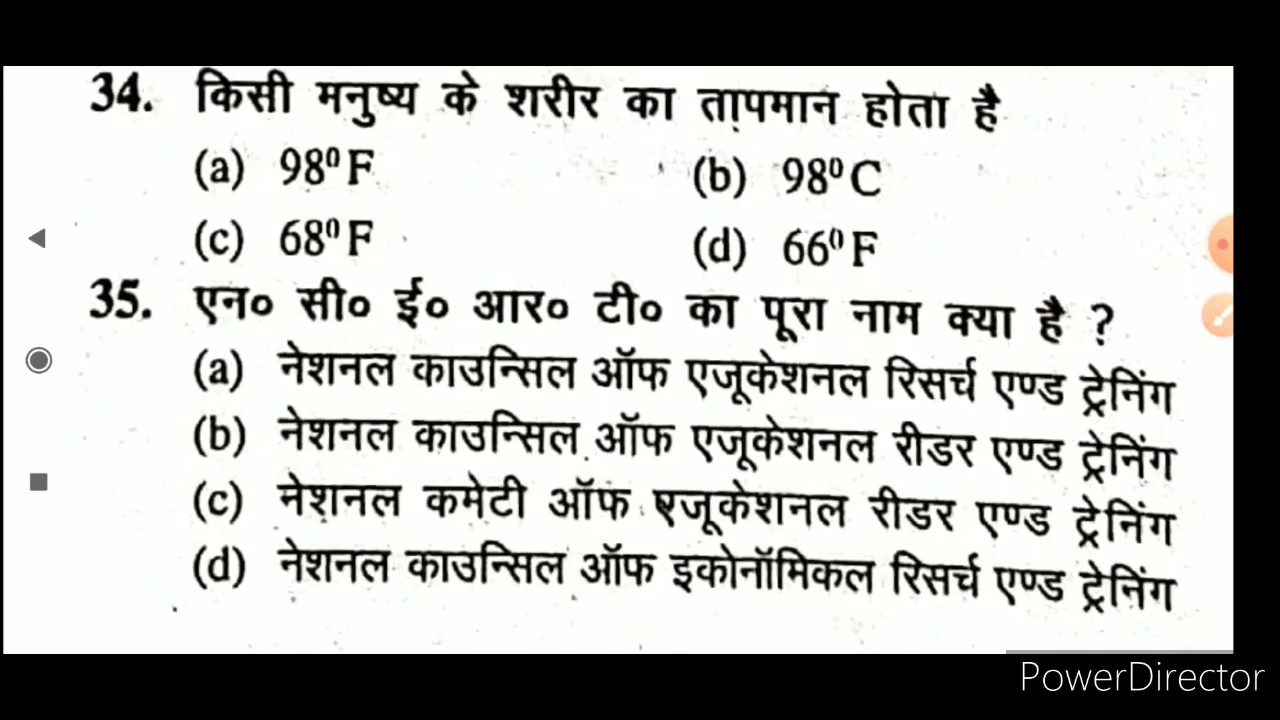 34. किसी मनुष्य के शरीर का तापमान होता है
(a) 98⁰F (b) 98⁰C
(c) 68⁰F (d) 66⁰F
35. एन० सी० ई० आर० टी० का पूरा नाम क्या है ?
(a) नेशनल काउन्सिल ऑफ एजूकेशनल रिसर्च एण्ड ट्रेनिंग
(b) नेशनल काउन्सिल ऑफ एजूकेशनल रीडर एण्ड ट्रेनिंग
(c) नेशनल कमेटी ऑफ एजूकेशनल रीडर एण्ड ट्रेनिंग
(d) नेशनल काउन्सिल ऑफ इकोनॉमिकल रिसर्च एण्ड ट्रेनिंग
PowerDirector